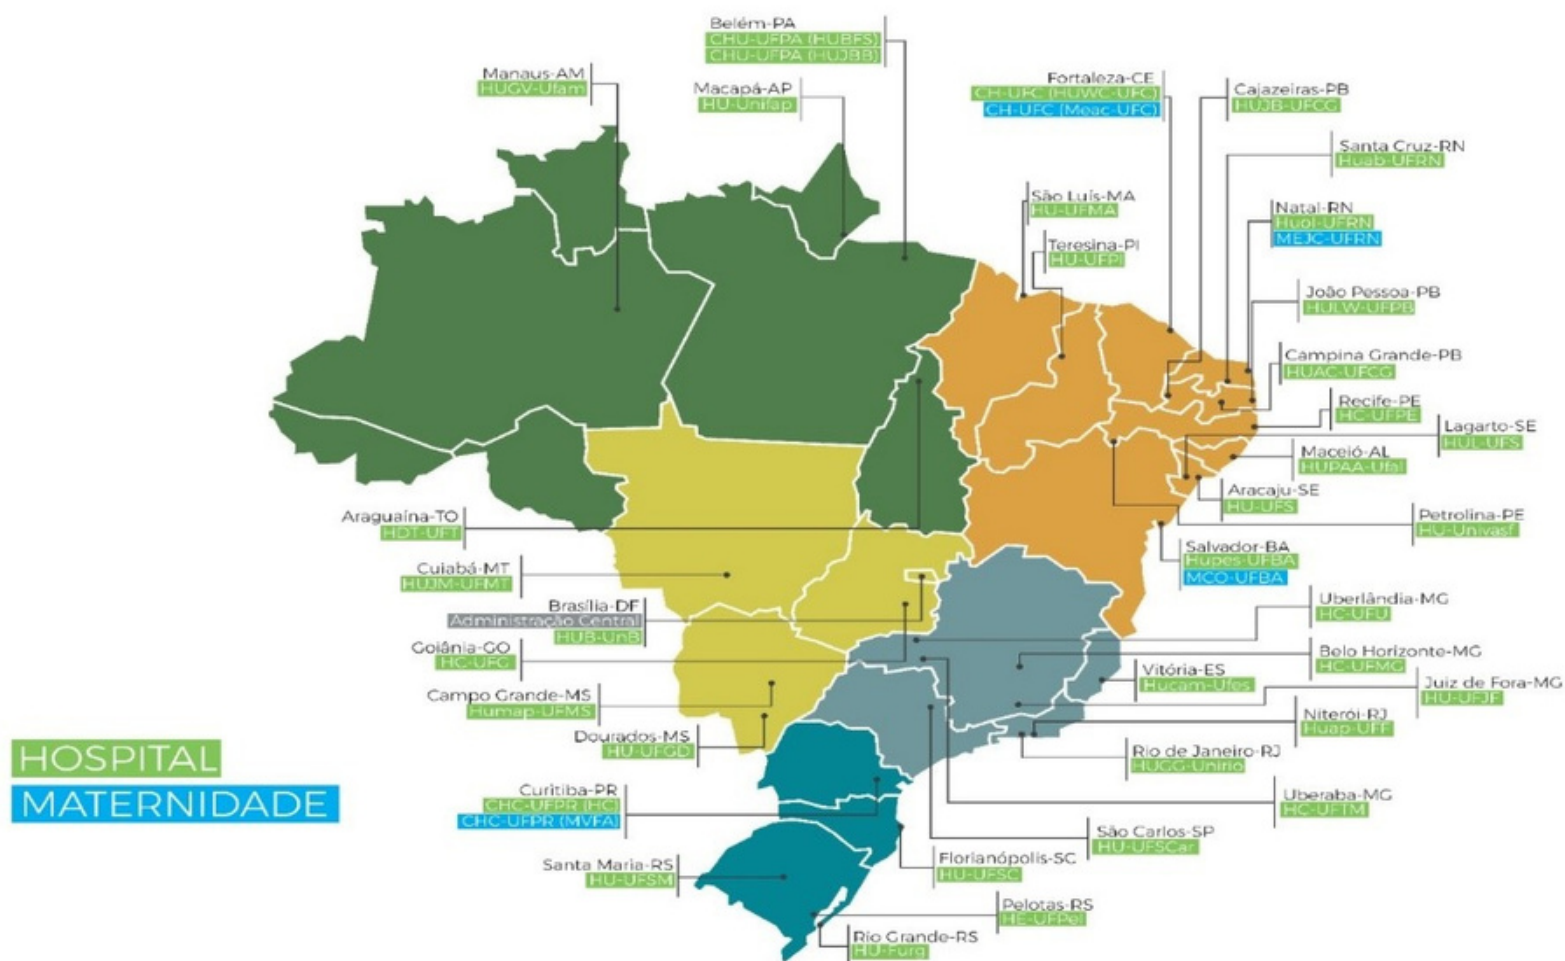 Belém-PA
CHU-UFPA (HUBFS)
CHU-UFPA (HUJBB)
Manaus-AM
HUGV-Ufam
Macapá-AP
HU-Unifap
Fortaleza-CE
CH-UFC (HUWC-UFC)
CH-UFC (Meac-UFC)
Cajazeiras-PB
HUJB-UFCG
Santa Cruz-RN
Huab-UFRN
São Luís-MA
HU-UFMA
Natal-RN
Huol-UFRN
MEJC-UFRN
Teresina-PI
HU-UFPI
João Pessoa-PB
HULW-UFPB
Campina Grande-PB
HUAC-UFCG
Recife-PE
HC-UFPE
Lagarto-SE
HUL-UFS
Maceió-AL
HUPAA-Ufal
Aracaju-SE
HU-UFS
Petrolina-PE
HU-Univasf
Salvador-BA
Hupes-UFBA
MCO-UFBA
Araguaína-TO
HDT-UFT
Cuiabá-MT
HUJM-UFMT
Brasília-DF
Administração Central
HUB-UnB
Goiânia-GO
HC-UFG
Campo Grande-MS
Humap-UFMS
Dourados-MS
HU-UFGD
Uberlândia-MG
HC-UFU
Belo Horizonte-MG
HC-UFMG
Vitória-ES
Hucam-Ufes
Juiz de Fora-MG
HU-UFJF
Niterói-RJ
Huap-UFF
Rio de Janeiro-RJ
HUGG-Unirio
Uberaba-MG
HC-UFTM
São Carlos-SP
HU-UFSCar
HOSPITAL
MATERNIDADE
Curitiba-PR
CHC-UFPR (HC)
CHC-UFPR (MVFA)
Santa Maria-RS
HU-UFSM
Florianópolis-SC
HU-UFSC
Pelotas-RS
HE-UFPel
Rio Grande-RS
HU-Furg